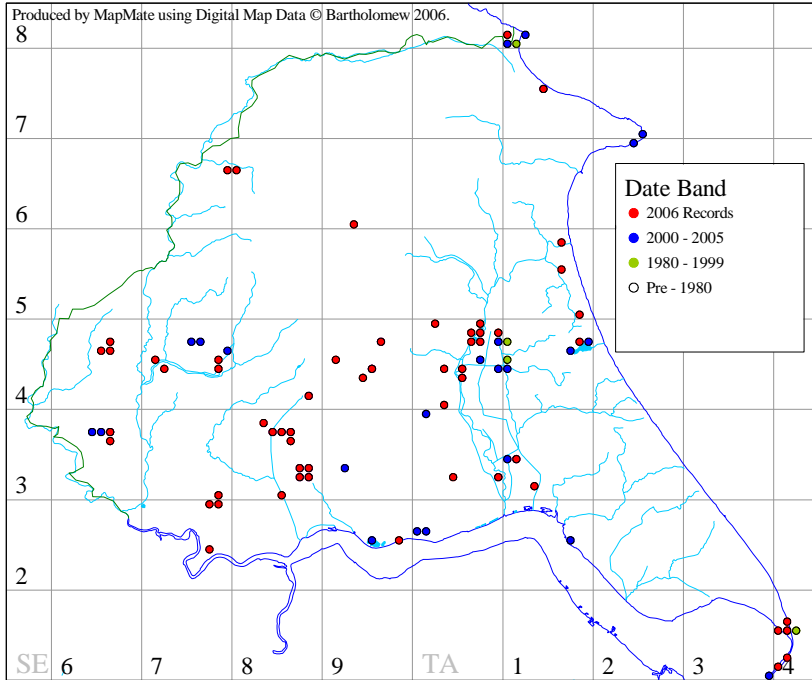 Produced by MapMate using Digital Map Data © Bartholomew 2006.
8
7
6
5
4
3
2
Date Band
2006 Records
2000 - 2005
1980 - 1999
Pre - 1980
SE 6 7 8 9 TA 1 2 3 4